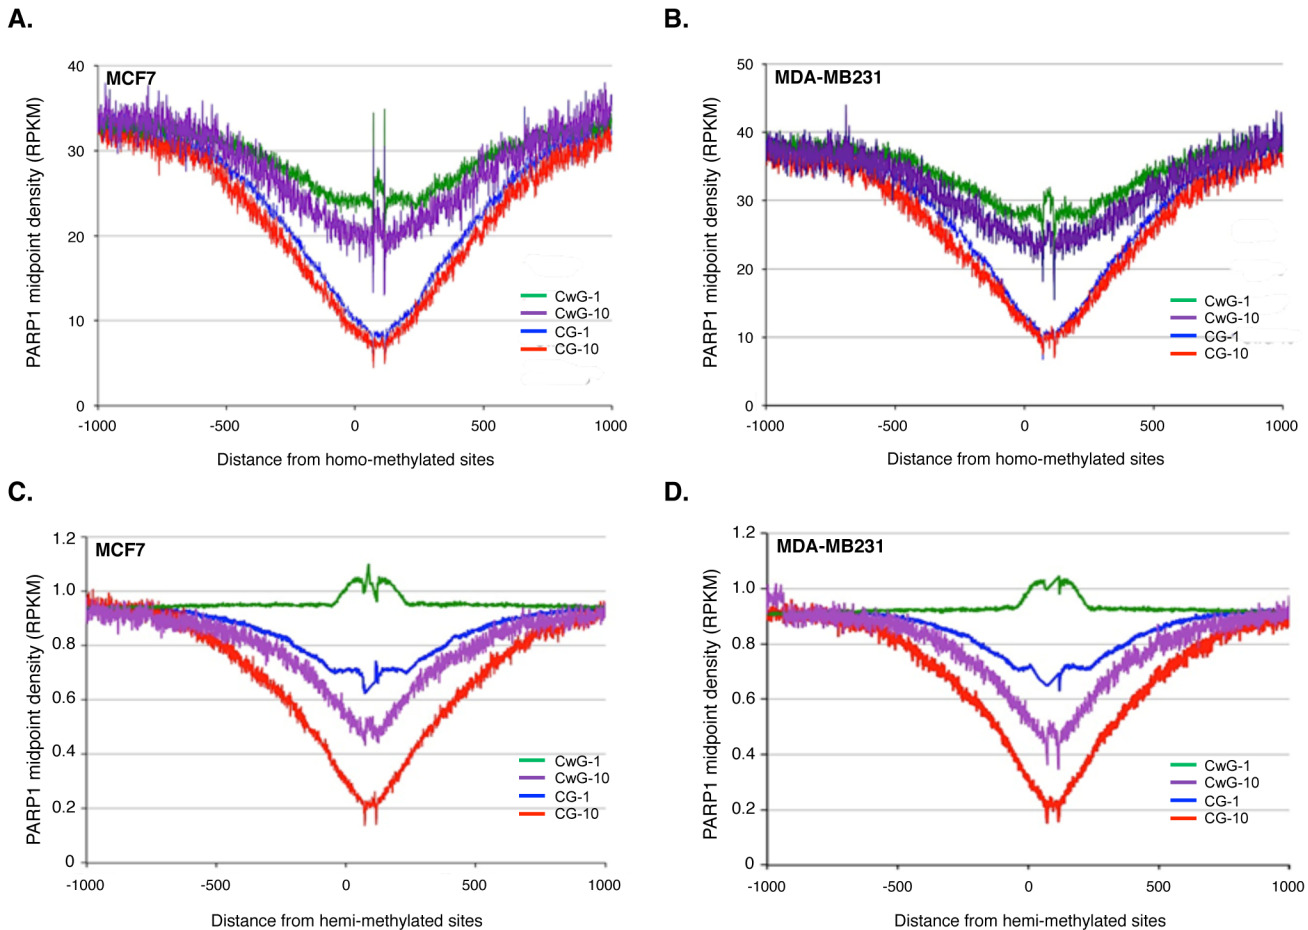 A.
MCF7
PARP1 midpoint density (RPKM)
40
30
20
10
0
-1000
-500
0
500
1000
CwG-1
CwG-10
CG-1
CG-10
Distance from homo-methylated sites
B.
MDA-MB231
PARP1 midpoint density (RPKM)
50
40
30
20
10
0
-1000
-500
0
500
1000
CwG-1
CwG-10
CG-1
CG-10
Distance from homo-methylated sites
C.
MCF7
PARP1 midpoint density (RPKM)
1.2
1.0
0.8
0.6
0.4
0.2
0
-1000
-500
0
500
1000
CwG-1
CwG-10
CG-1
CG-10
Distance from hemi-methylated sites
D.
MDA-MB231
PARP1 midpoint density (RPKM)
1.2
1.0
0.8
0.6
0.4
0.2
0
-1000
-500
0
500
1000
CwG-1
CwG-10
CG-1
CG-10
Distance from hemi-methylated sites